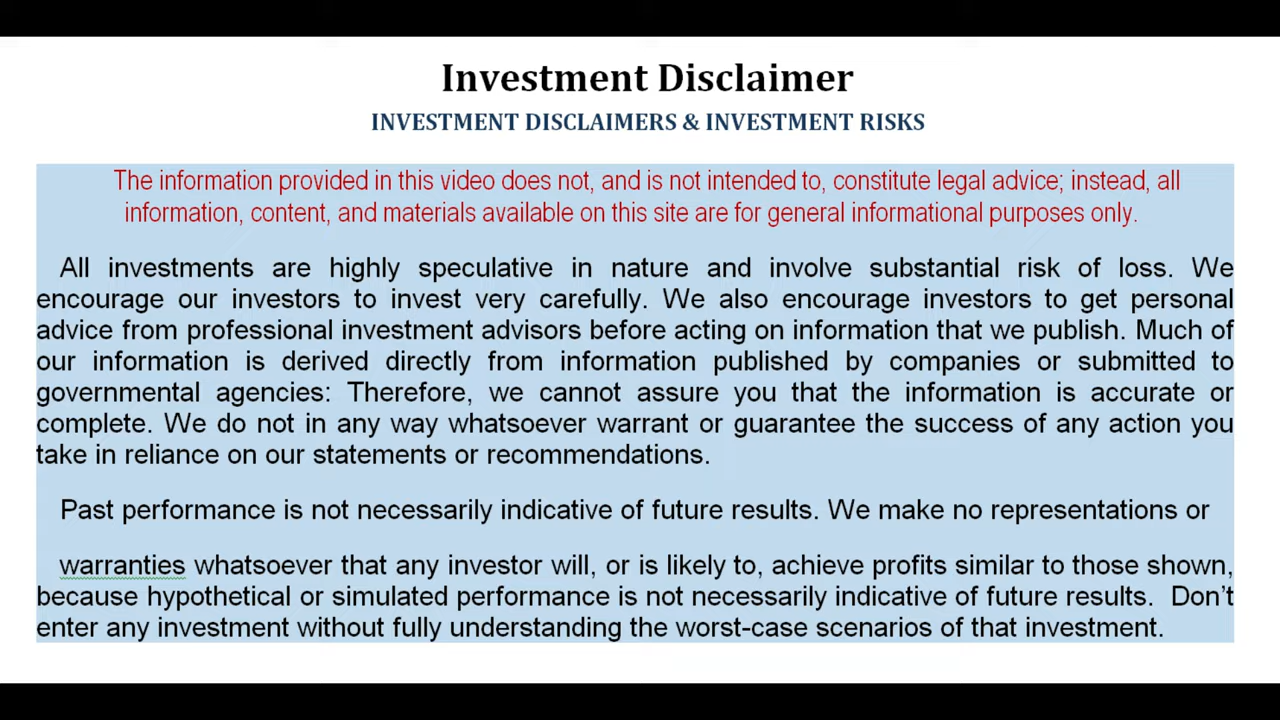 Investment Disclaimer
INVESTMENT DISCLAIMERS & INVESTMENT RISKS
The information provided in this video does not, and is not intended to, constitute legal advice; instead, all
information, content, and materials available on this site are for general informational purposes only.
All investments are highly speculative in nature and involve substantial risk of loss. We
encourage our investors to invest very carefully. We also encourage investors to get personal
advice from professional investment advisors before acting on information that we publish. Much of
our information is derived directly from information published by companies or submitted to
governmental agencies: Therefore, we cannot assure you that the information is accurate or
complete. We do not in any way whatsoever warrant or guarantee the success of any action you
take in reliance on our statements or recommendations.
Past performance is not necessarily indicative of future results. We make no representations or
warranties whatsoever that any investor will, or is likely to, achieve profits similar to those shown,
because hypothetical or simulated performance is not necessarily indicative of future results.  Don’t
enter any investment without fully understanding the worst-case scenarios of that investment.